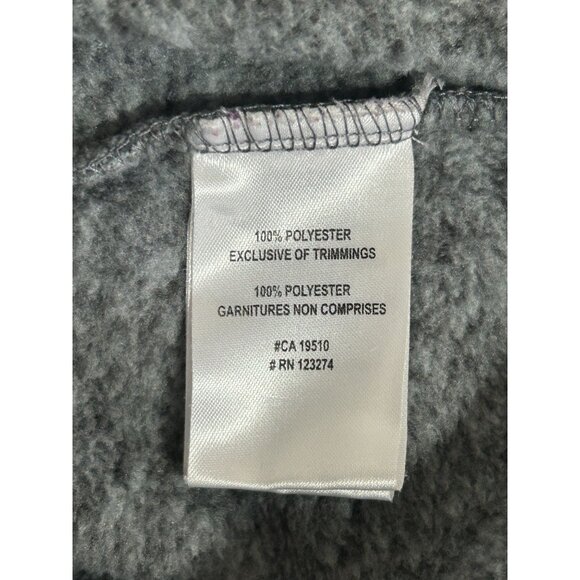 100% POLYESTER
EXCLUSIVE OF TRIMMINGS
100% POLYESTER
GARNITURES NON COMPRISES
#CA 19510
# RN 123274